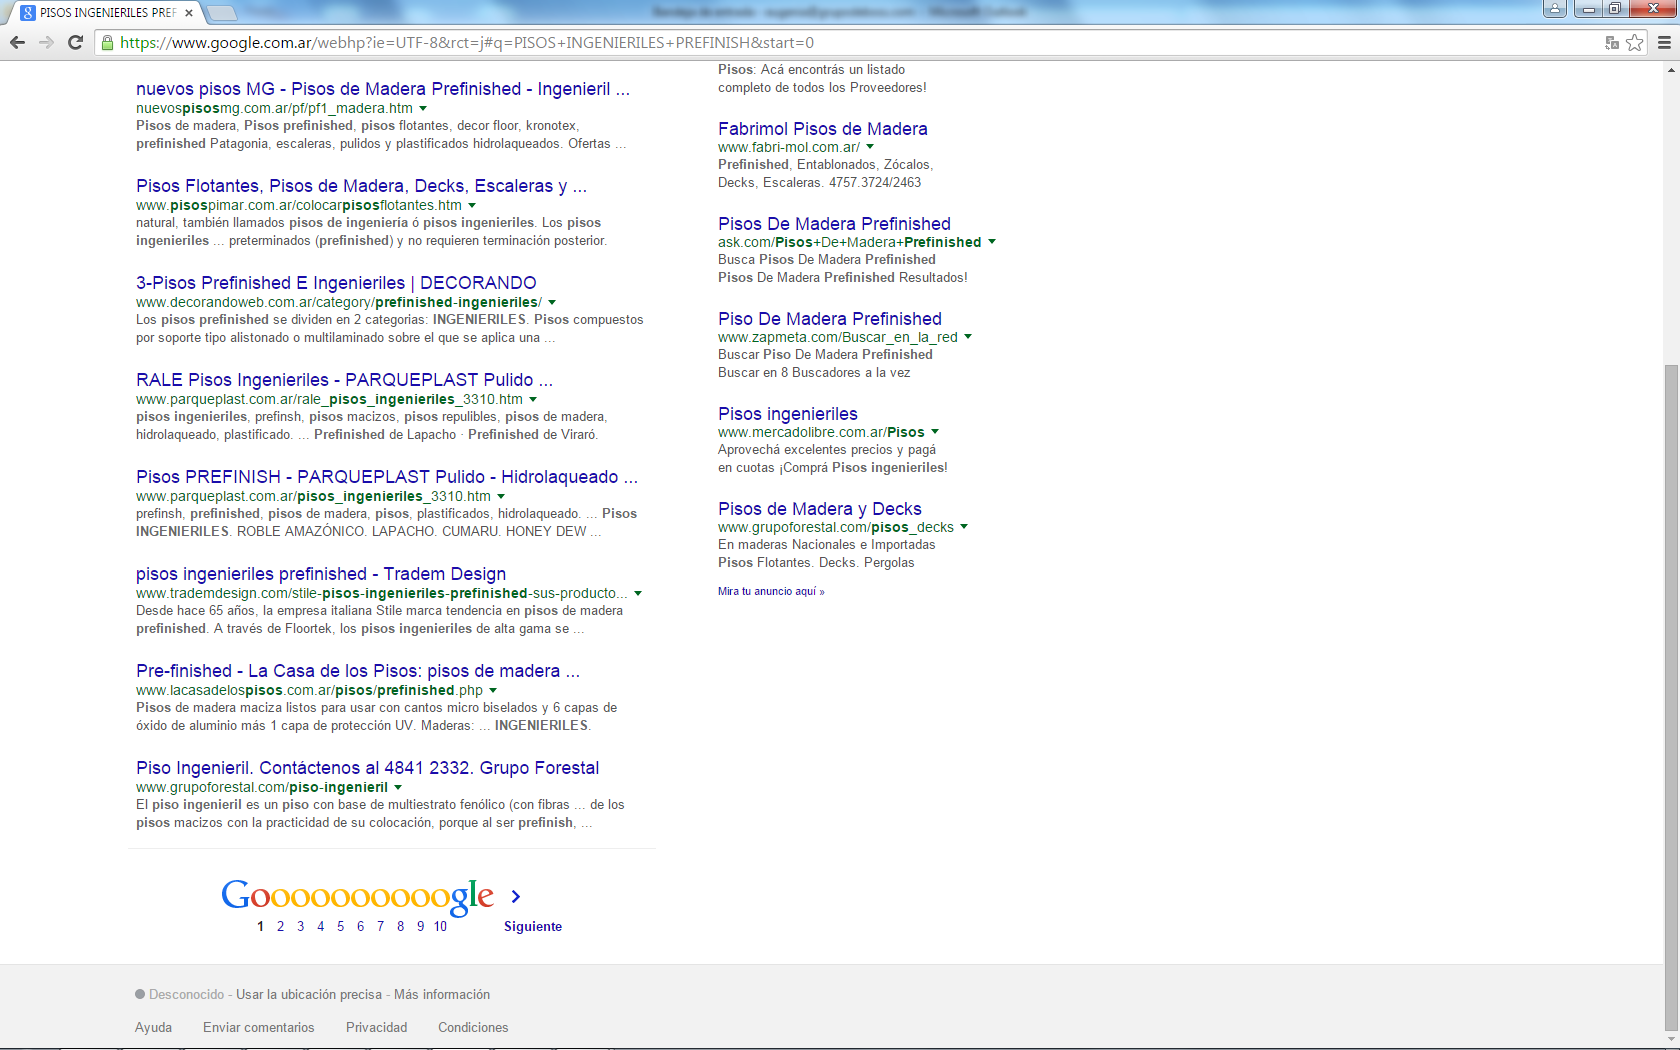 PISOS INGENIERILES PREF
https://www.google.com.ar/webhp?ie=UTF-8&rct=j#q=PISOS+INGENIERILES+PREFINISH&start=0
nuevos pisos MG - Pisos de Madera Prefinished - Ingenieril ...
nuevospisosmg.com.ar/pf/pf1_madera.htm
Pisos de madera, Pisos prefinished, pisos flotantes, decor floor, kronotex,
prefinished Patagonia, escaleras, pulidos y plastificados hidrolaqueados. Ofertas ...
Pisos Flotantes, Pisos de Madera, Decks, Escaleras y ...
www.pisospimar.com.ar/colocarpisosflotantes.htm
natural, también llamados pisos de ingeniería ó pisos ingenieriles. Los pisos
ingenieriles ... preterminados (prefinished) y no requieren terminación posterior.
3-Pisos Prefinished E Ingenieriles | DECORANDO
www.decorandoweb.com.ar/category/prefinished-ingenieriles/
Los pisos prefinished se dividen en 2 categorias: INGENIERILES. Pisos compuestos
por soporte tipo alistonado o multilaminado sobre el que se aplica una ...
RALE Pisos Ingenieriles - PARQUEPLAST Pulido ...
www.parqueplast.com.ar/rale_pisos_ingenieriles_3310.htm
pisos ingenieriles, prefinsh, pisos macizos, pisos repulibles, pisos de madera,
hidrolaqueado, plastificado. ... Prefinished de Lapacho · Prefinished de Viraró.
Pisos PREFINISH - PARQUEPLAST Pulido - Hidrolaqueado ...
www.parqueplast.com.ar/pisos_ingenieriles_3310.htm
prefinsh, prefinished, pisos de madera, pisos, plastificados, hidrolaqueado. ... Pisos
INGENIERILES. ROBLE AMAZÓNICO. LAPACHO. CUMARU. HONEY DEW ...
pisos ingenieriles prefinished - Tradem Design
www.trademdesign.com/stile-pisos-ingenieriles-prefinished-sus-producto...
Desde hace 65 años, la empresa italiana Stile marca tendencia en pisos de madera
prefinished. A través de Floortek, los pisos ingenieriles de alta gama se ...
Pre-finished - La Casa de los Pisos: pisos de madera ...
www.lacasadelospisos.com.ar/pisos/prefinished.php
Pisos de madera maciza listos para usar con cantos micro biselados y 6 capas de
óxido de aluminio más 1 capa de protección UV. Maderas: ... INGENIERILES.
Piso Ingenieril. Contáctenos al 4841 2332. Grupo Forestal
www.grupoforestal.com/piso-ingenieril
El piso ingenieril es un piso con base de multiestrato fenólico (con fibras ... de los
pisos macizos con la practicidad de su colocación, porque al ser prefinish, ...
Pisos: Acá encontrás un listado
completo de todos los Proveedores!
Fabrimol Pisos de Madera
www.fabri-mol.com.ar/
Prefinished, Entablonados, Zócalos,
Decks, Escaleras. 4757.3724/2463
Pisos De Madera Prefinished
ask.com/Pisos+De+Madera+Prefinished
Busca Pisos De Madera Prefinished
Pisos De Madera Prefinished Resultados!
Piso De Madera Prefinished
www.zapmeta.com/Buscar_en_la_red
Buscar Piso De Madera Prefinished
Buscar en 8 Buscadores a la vez
Pisos ingenieriles
www.mercadolibre.com.ar/Pisos
Aprovechá excelentes precios y pagá
en cuotas ¡Comprá Pisos ingenieriles!
Pisos de Madera y Decks
www.grupoforestal.com/pisos_decks
En maderas Nacionales e Importadas
Pisos Flotantes. Decks. Pergolas
Mira tu anuncio aquí »
Goooooooooogle
1 2 3 4 5 6 7 8 9 10 Siguiente
Desconocido - Usar la ubicación precisa - Más información
Ayuda Enviar comentarios Privacidad Condiciones